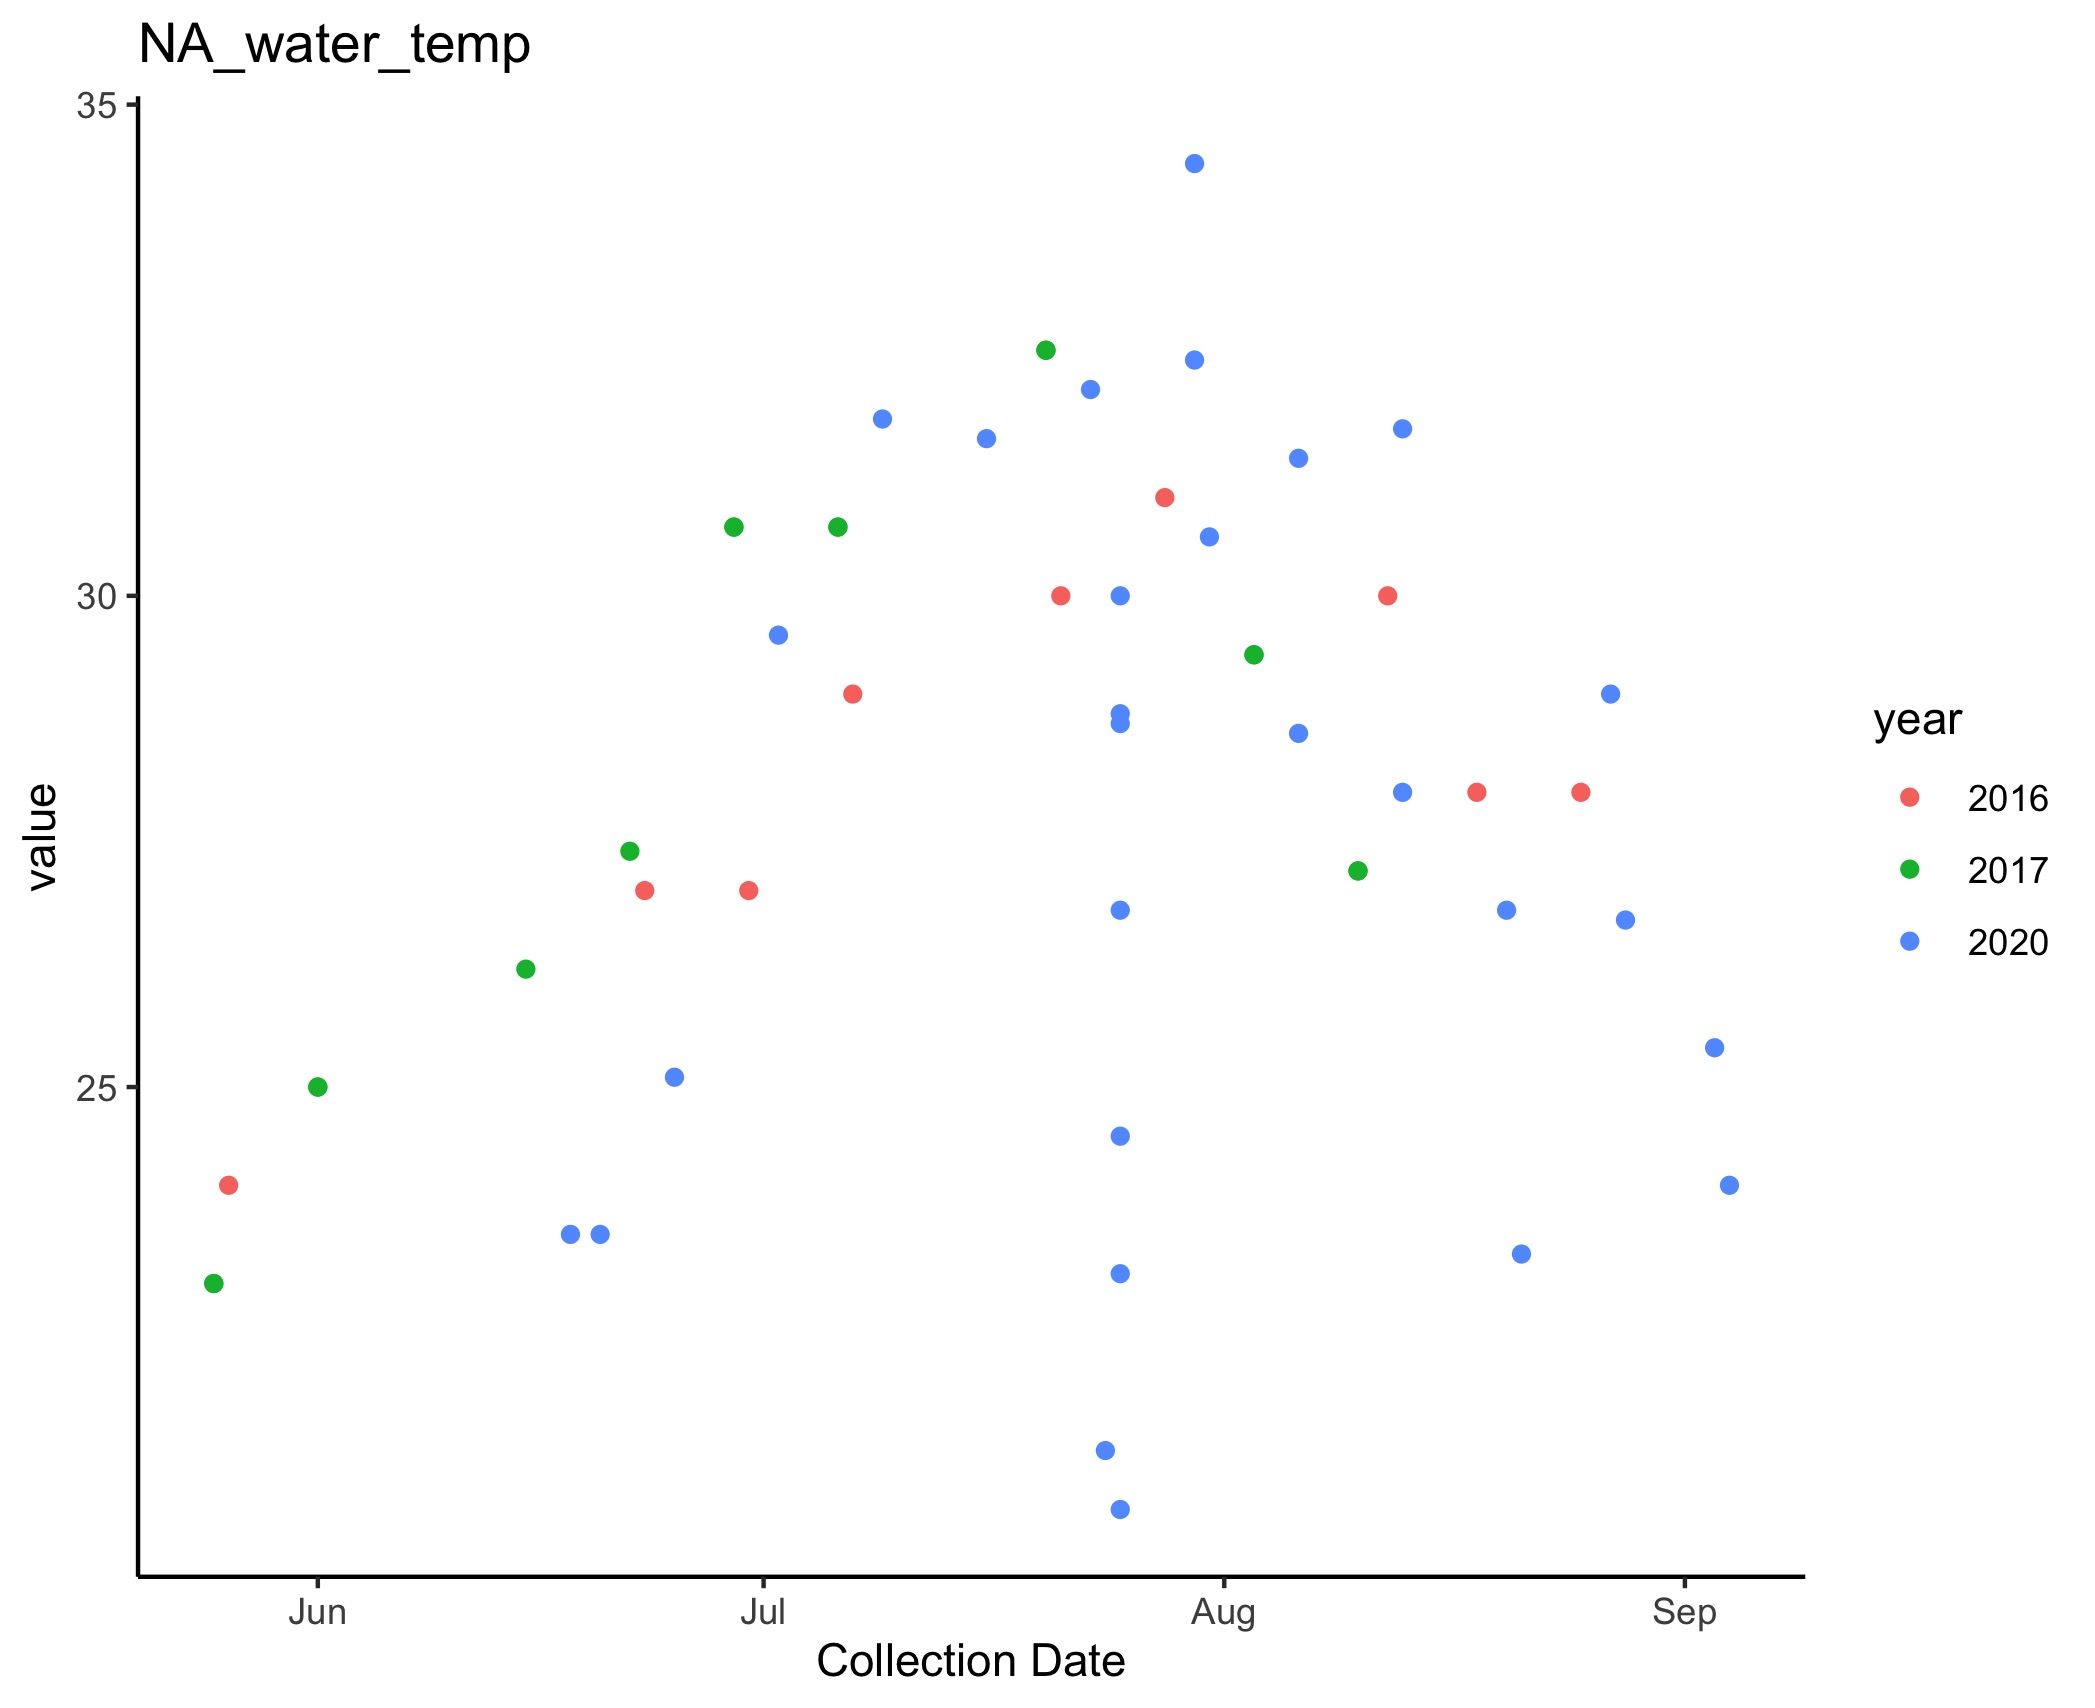 NA_water_temp
35
30
25
value
Jun
Jul
Aug
Sep
Collection Date
year
2016
2017
2020